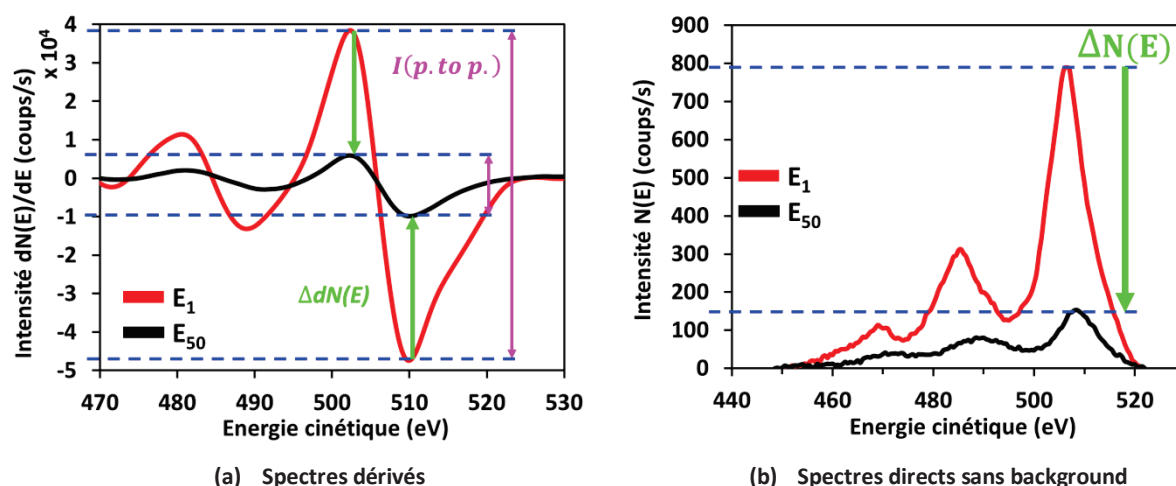 Intensité dN(E)/dE (coups/s)
x 10⁴
4
3
2
1
0
-1
-2
-3
-4
-5
470 480 490 500 510 520 530
Energie cinétique (eV)
I(p. to p.)
ΔdN(E)
E₁
E₅₀
(a) Spectres dérivés
Intensité N(E) (coups/s)
900
800
700
600
500
400
300
200
100
0
440 460 480 500 520
Energie cinétique (eV)
ΔN(E)
E₁
E₅₀
(b) Spectres directs sans background